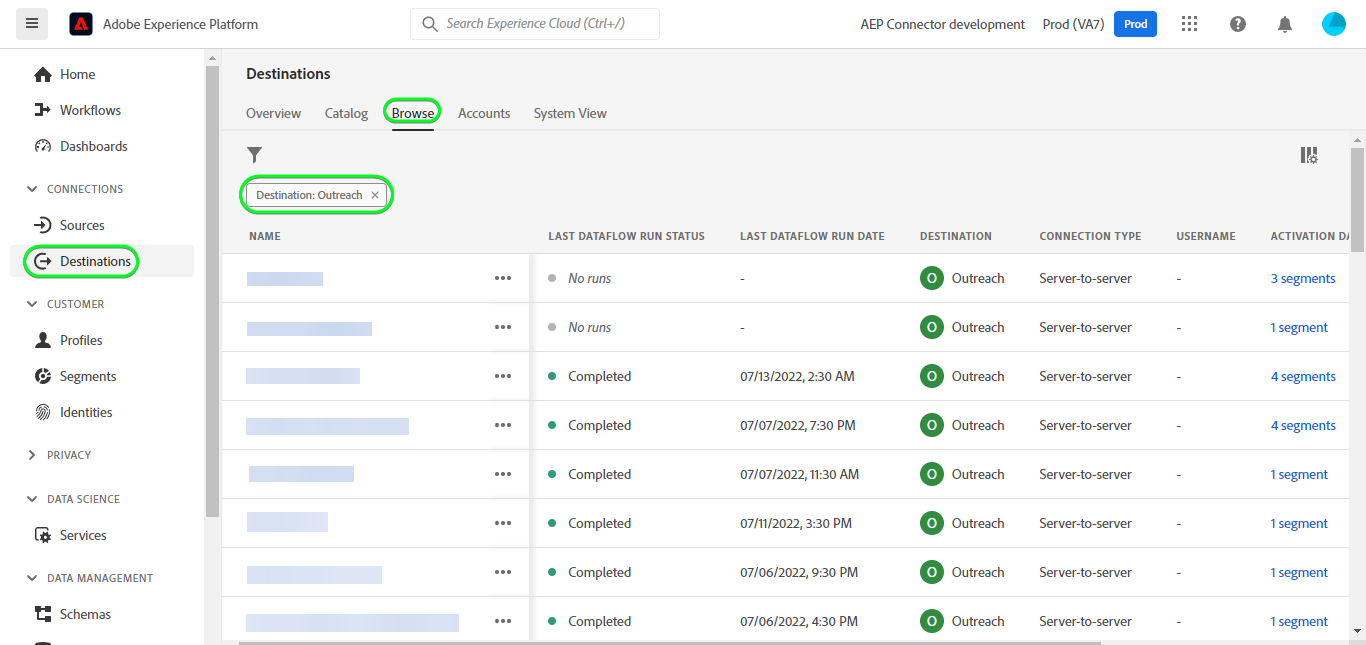 Adobe Experience Platform
Search Experience Cloud (Ctrl+/)
AEP Connector development Prod (VA7) Prod
Home
Workflows
Dashboards
CONNECTIONS
Sources
Destinations
CUSTOMER
Profiles
Segments
Identities
PRIVACY
DATA SCIENCE
Services
DATA MANAGEMENT
Schemas
Destinations
Overview Catalog Browse Accounts System View
Destination: Outreach ×
NAME LAST DATAFLOW RUN STATUS LAST DATAFLOW RUN DATE DESTINATION CONNECTION TYPE USERNAME ACTIVATION DA
No runs - O Outreach Server-to-server - 3 segments
No runs - O Outreach Server-to-server - 1 segment
Completed 07/13/2022, 2:30 AM O Outreach Server-to-server - 4 segments
Completed 07/07/2022, 7:30 PM O Outreach Server-to-server - 4 segments
Completed 07/07/2022, 11:30 AM O Outreach Server-to-server - 1 segment
Completed 07/11/2022, 3:30 PM O Outreach Server-to-server - 1 segment
Completed 07/06/2022, 9:30 PM O Outreach Server-to-server - 1 segment
Completed 07/06/2022, 4:30 PM O Outreach Server-to-server - 1 segment